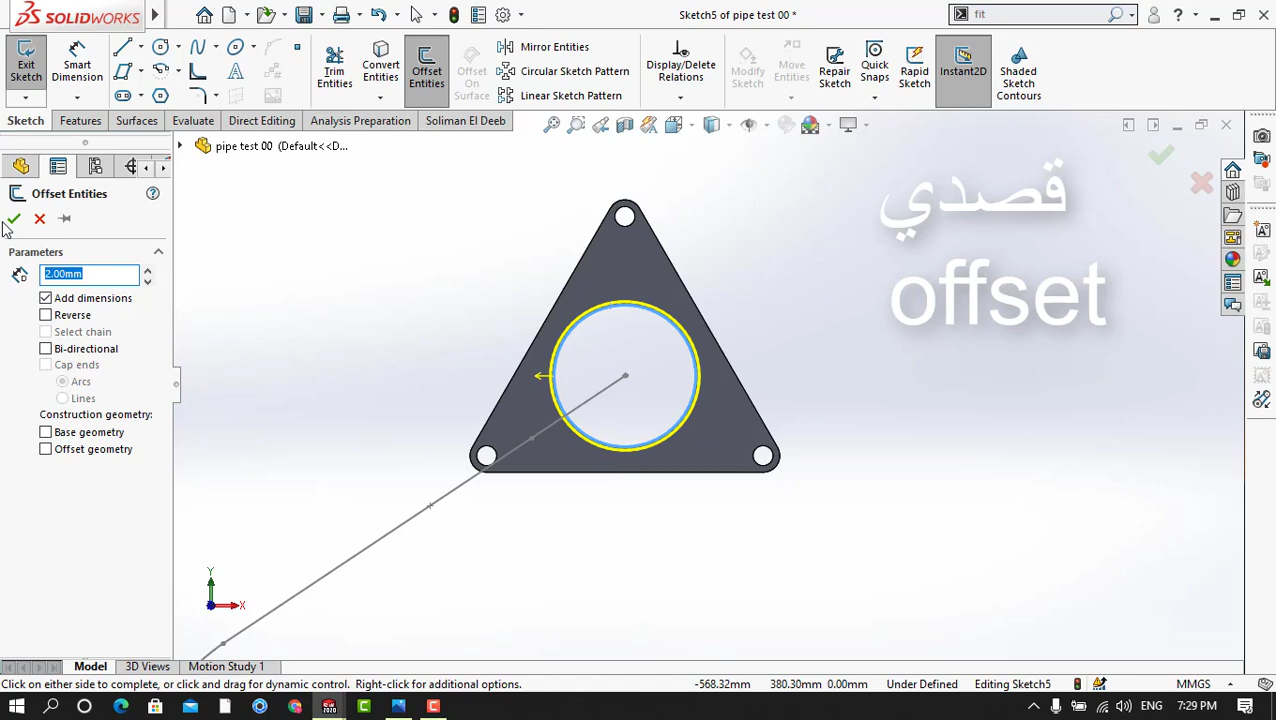 SOLIDWORKS
Sketch5 of pipe test 00 *
fit
Exit Sketch
Smart Dimension
Trim Entities
Convert Entities
Offset Entities
Offset On Surface
Mirror Entities
Circular Sketch Pattern
Linear Sketch Pattern
Display/Delete Relations
Modify Sketch
Move Entities
Repair Sketch
Quick Snaps
Rapid Sketch
Instant2D
Shaded Sketch Contours
Sketch
Features
Surfaces
Evaluate
Direct Editing
Analysis Preparation
Soliman El Deeb
pipe test 00 (Default<<D...
Offset Entities
Parameters
2.00mm
Add dimensions
Reverse
Select chain
Bi-directional
Cap ends
Arcs
Lines
Construction geometry:
Base geometry
Offset geometry
قصدي
offset
Y
X
Model
3D Views
Motion Study 1
Click on either side to complete, or click and drag for dynamic control. Right-click for additional options.
-568.32mm
380.30mm 0.00mm
Under Defined
Editing Sketch5
MMGS
ENG
7:29 PM